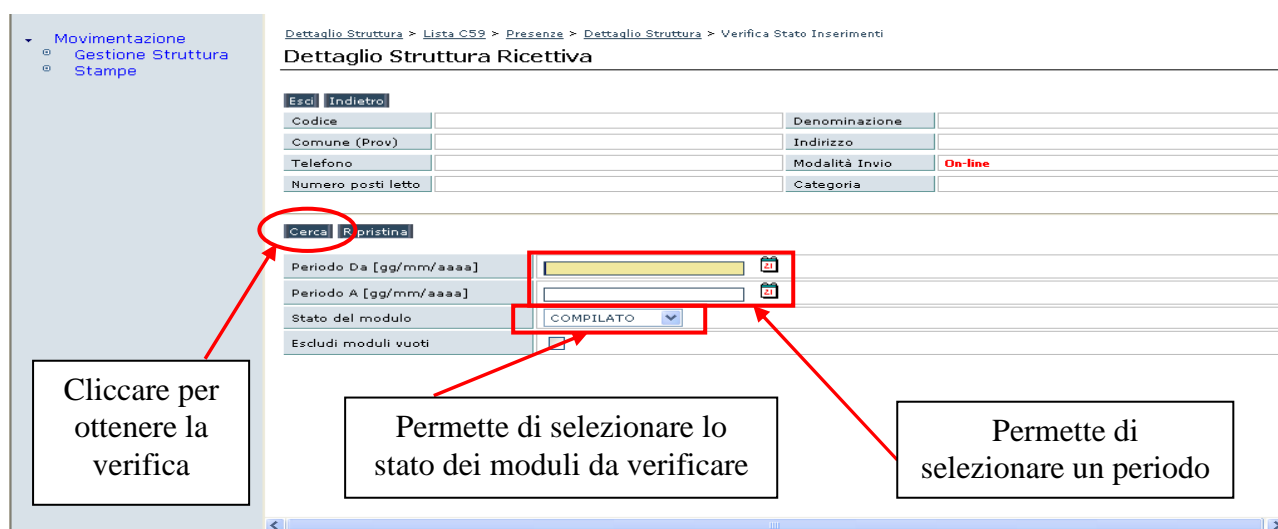 Movimentazione
Gestione Struttura
Stampe
Dettaglio Struttura > Lista C59 > Presenze > Dettaglio Struttura > Verifica Stato Inserimenti
Dettaglio Struttura Ricettiva
Esci Indietro
Codice Denominazione
Comune (Prov) Indirizzo
Telefono Modalità Invio On-line
Numero posti letto Categoria
Cerca Ripristina
Periodo Da [gg/mm/aaaa] 21
Periodo A [gg/mm/aaaa] 21
Stato del modulo COMPILATO
Escludi moduli vuoti
Cliccare per
ottenere la
verifica
Permette di selezionare lo
stato dei moduli da verificare
Permette di
selezionare un periodo